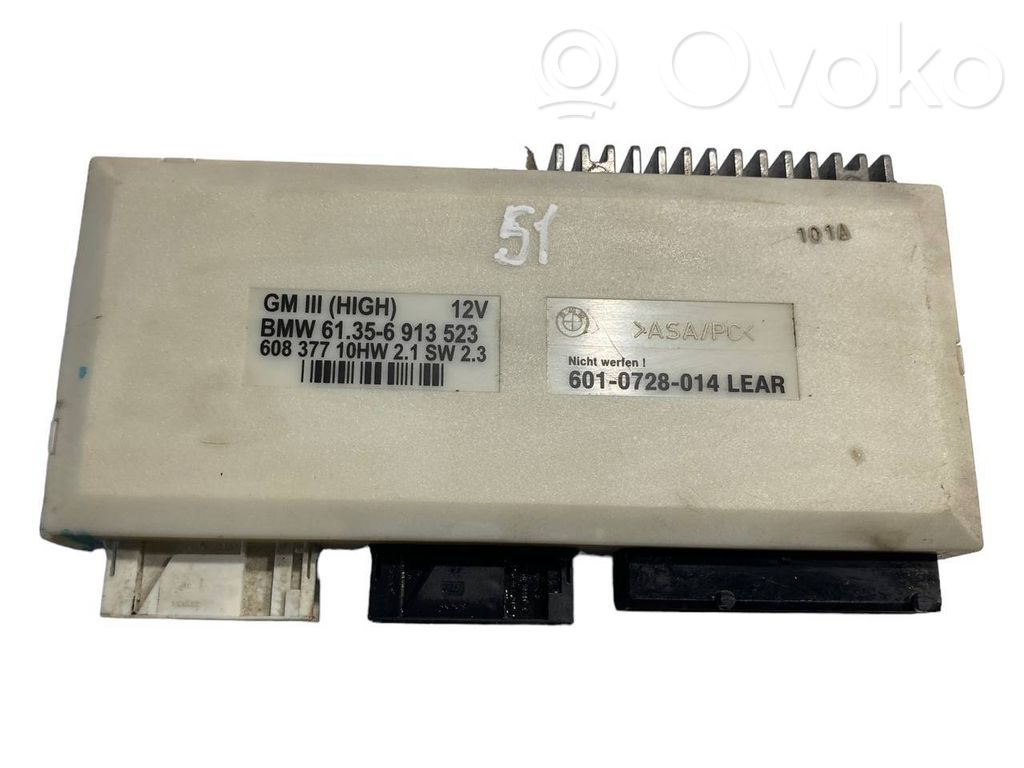 Ovoko
51
101A
GM III (HIGH) 12V
BMW 61.35-6 913 523
608 377 10HW 2.1 SW 2.3
>ASA/PC<
Nicht werfen !
601-0728-014 LEAR